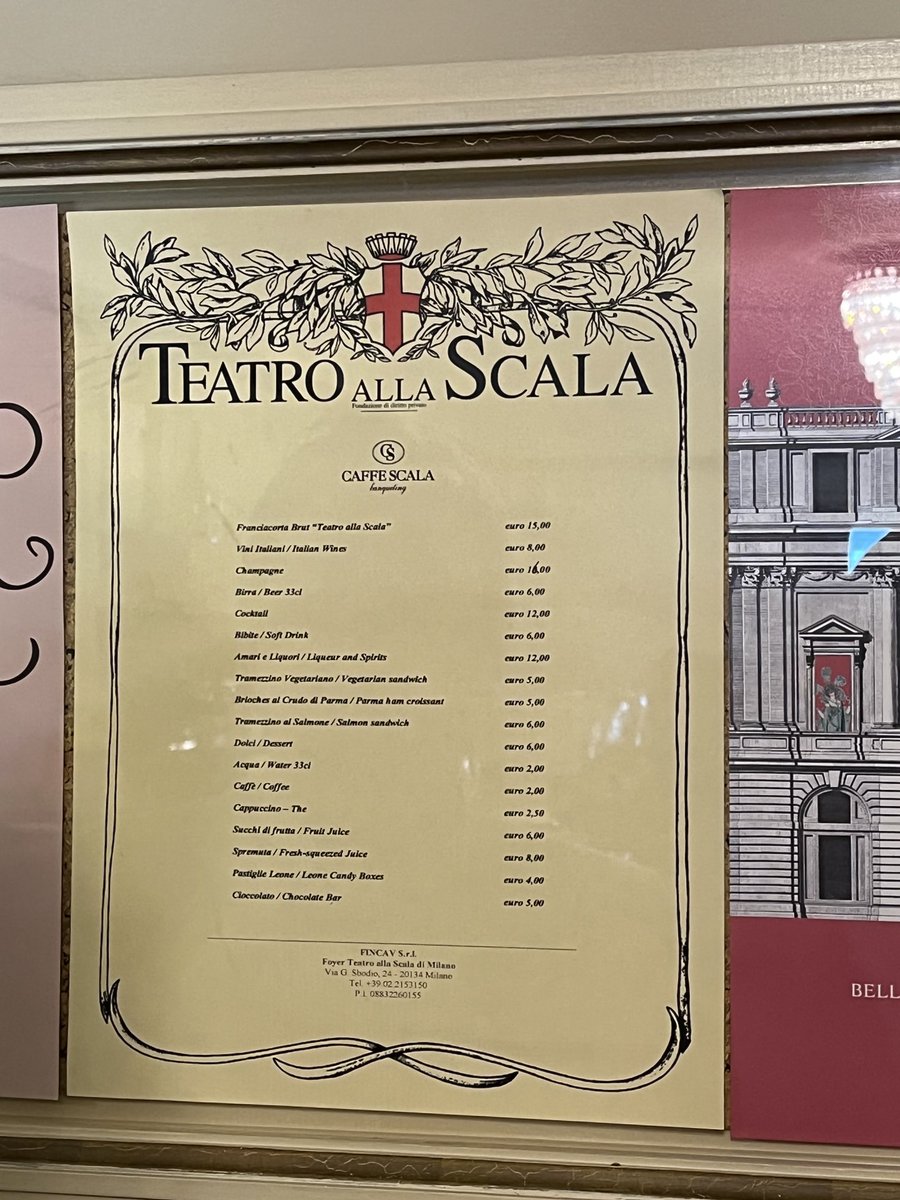 TEATRO ALLA SCALA
Fondazione di diritto privato
CS
CAFFE SCALA
banqueting
Franciacorta Brut “Teatro alla Scala” euro 15,00
Vini Italiani / Italian Wines euro 8,00
Champagne euro 16,00
Birra / Beer 33cl euro 6,00
Cocktail euro 12,00
Bibite / Soft Drink euro 6,00
Amari e Liquori / Liqueur and Spirits euro 12,00
Tramezzino Vegetariano / Vegetarian sandwich euro 5,00
Brioches al Crudo di Parma / Parma ham croissant euro 5,00
Tramezzino al Salmone / Salmon sandwich euro 6,00
Dolci / Dessert euro 6,00
Acqua / Water 33cl euro 2,00
Caffè / Coffee euro 2,00
Cappuccino – The euro 2,50
Succhi di frutta / Fruit Juice euro 6,00
Spremuta / Fresh-squeezed Juice euro 8,00
Pastiglie Leone / Leone Candy Boxes euro 4,00
Cioccolato / Chocolate Bar euro 5,00
FINCAV S.r.l.
Foyer Teatro alla Scala di Milano
Via G. Sbodio, 24 - 20134 Milano
Tel. +39.02.2153150
P.I. 08832260155
BELL